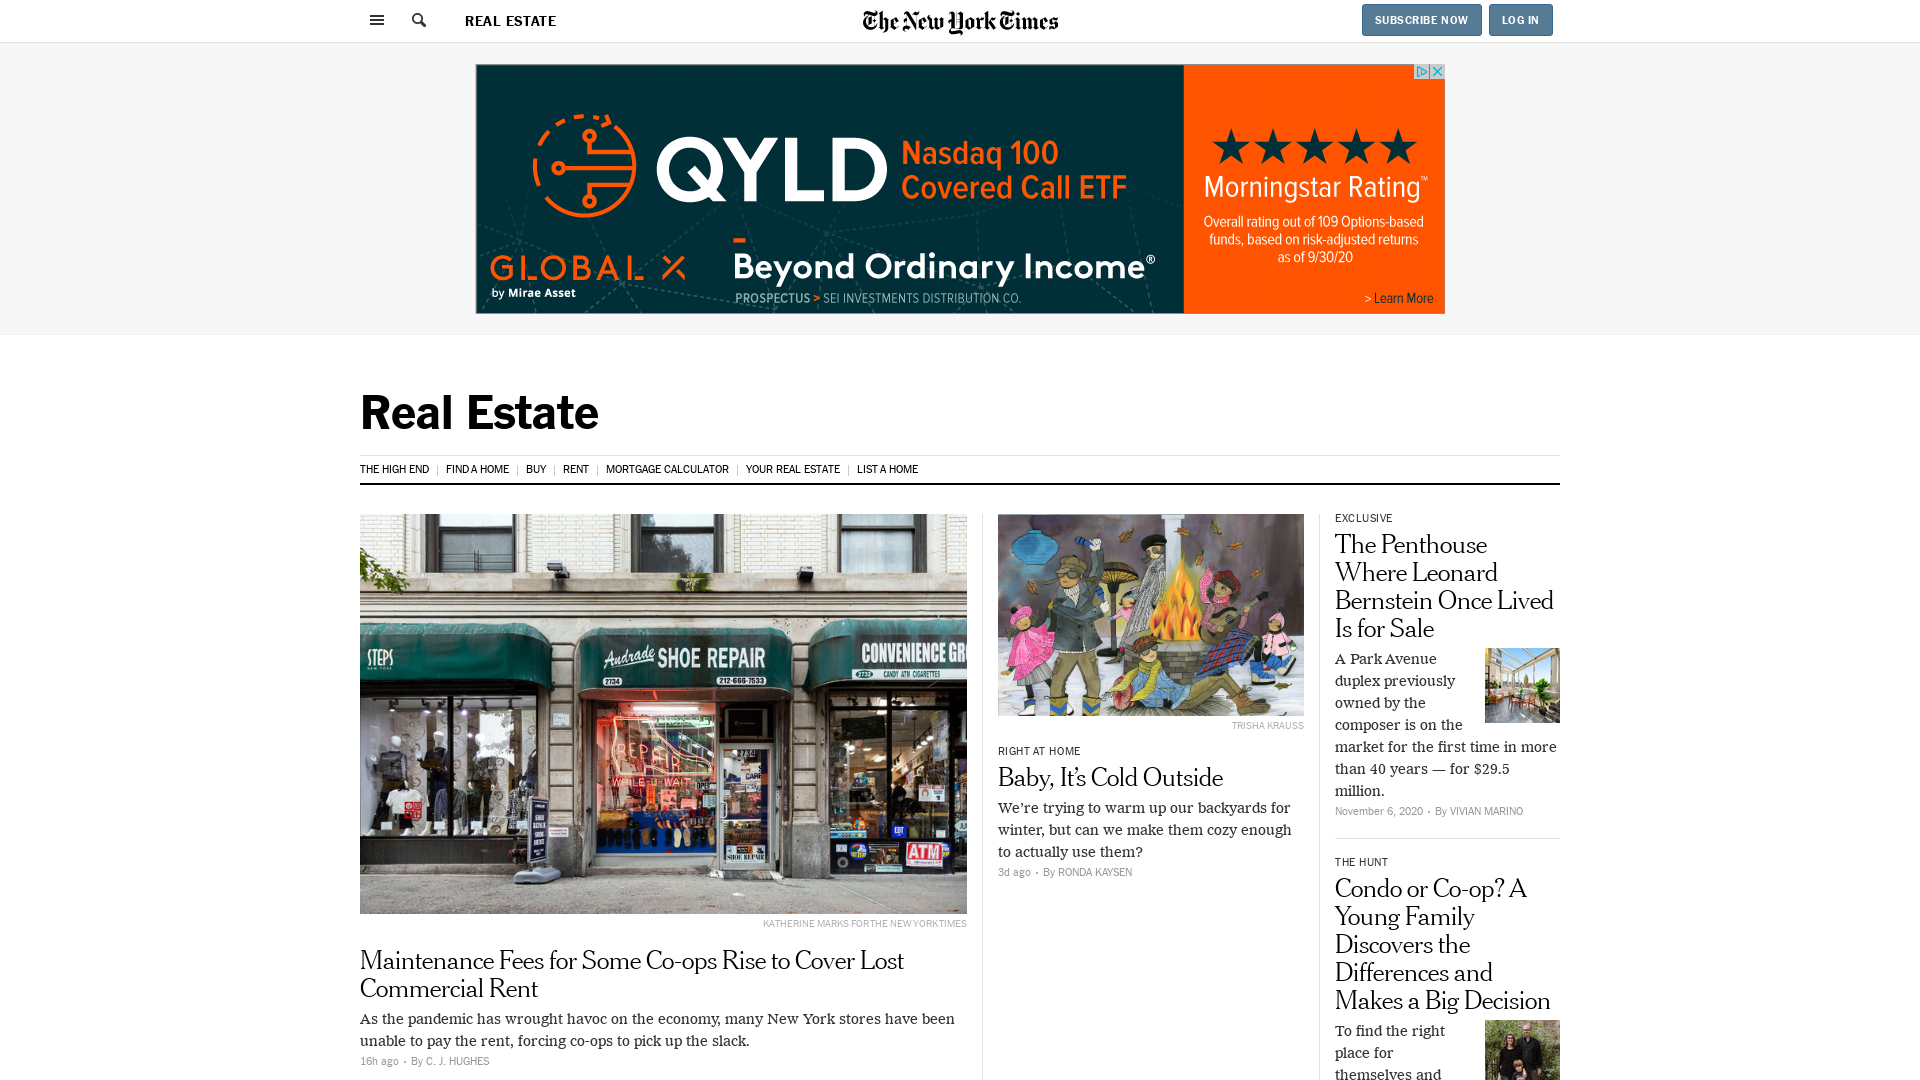 REAL ESTATE
The New York Times
SUBSCRIBE NOW
LOG IN
QYLD
Nasdaq 100
Covered Call ETF
GLOBAL X
by Mirae Asset
Beyond Ordinary Income®
PROSPECTUS > SEI INVESTMENTS DISTRIBUTION CO.
Morningstar Rating™
Overall rating out of 109 Options-based
funds, based on risk-adjusted returns
as of 9/30/20
> Learn More
Real Estate
THE HIGH END
FIND A HOME
BUY
RENT
MORTGAGE CALCULATOR
YOUR REAL ESTATE
LIST A HOME
STEPS
Andrade SHOE REPAIR
2734
212-666-7533
CONVENIENCE GR
2732
CANDY ATM CIGARETTES
REPAIR
WHILE-U-WAIT
2734
OPEN
SHOE REPAIR
EBT
ATM
KATHERINE MARKS FOR THE NEW YORK TIMES
Maintenance Fees for Some Co-ops Rise to Cover Lost
Commercial Rent
As the pandemic has wrought havoc on the economy, many New York stores have been
unable to pay the rent, forcing co-ops to pick up the slack.
16h ago · By C. J. HUGHES
TRISHA KRAUSS
RIGHT AT HOME
Baby, It’s Cold Outside
We’re trying to warm up our backyards for
winter, but can we make them cozy enough
to actually use them?
3d ago · By RONDA KAYSEN
EXCLUSIVE
The Penthouse
Where Leonard
Bernstein Once Lived
Is for Sale
A Park Avenue
duplex previously
owned by the
composer is on the
market for the first time in more
than 40 years — for $29.5
million.
November 6, 2020 · By VIVIAN MARINO
THE HUNT
Condo or Co-op? A
Young Family
Discovers the
Differences and
Makes a Big Decision
To find the right
place for
themselves and